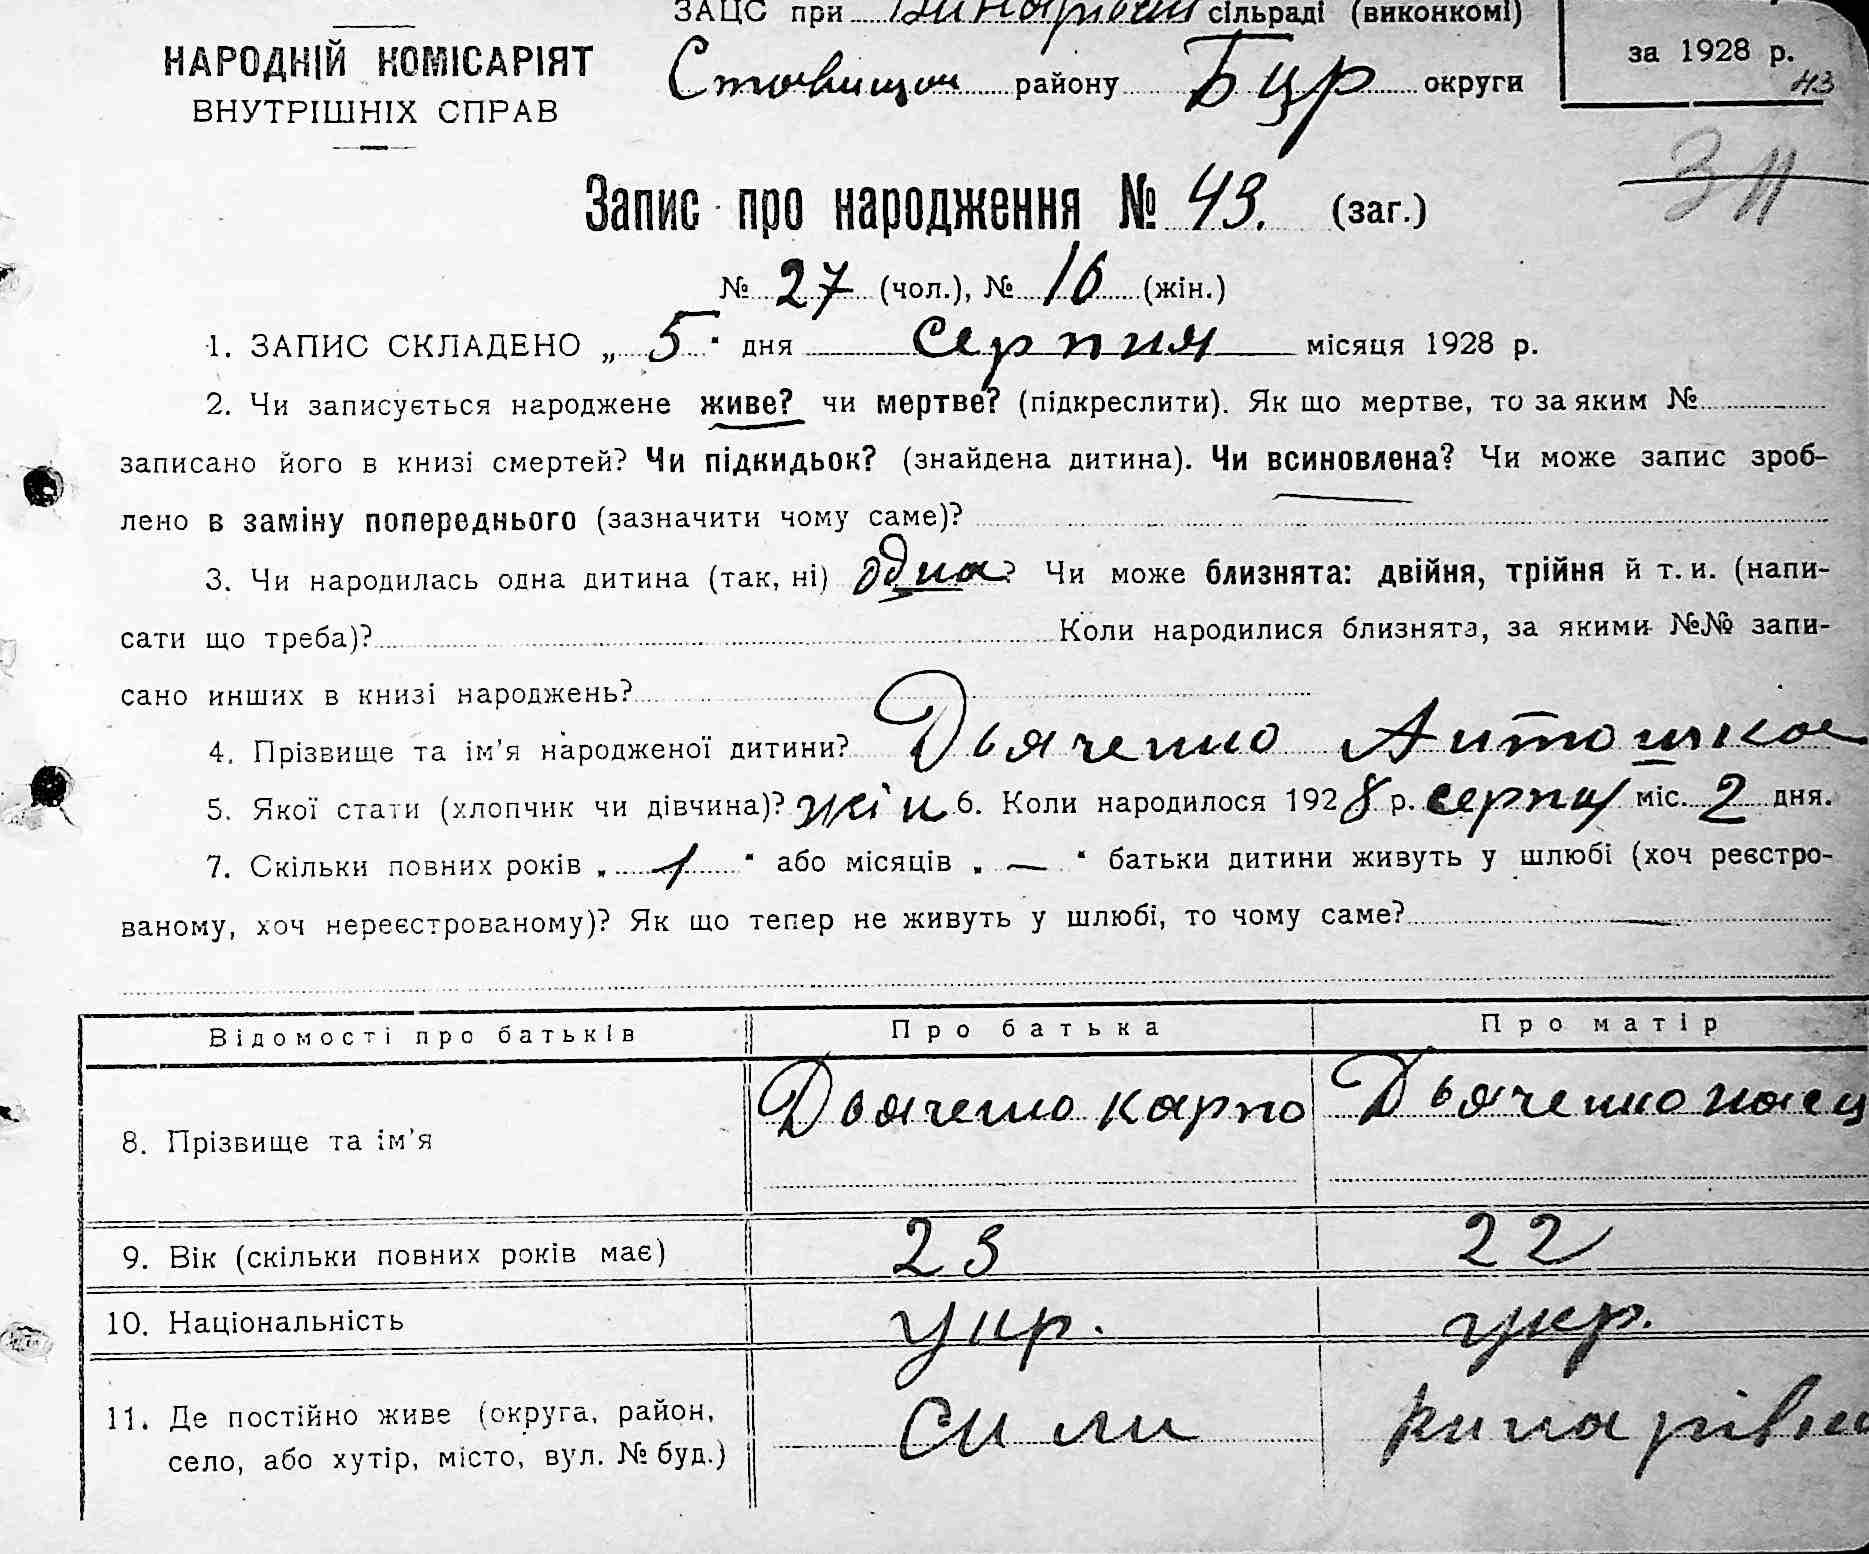 ЗАЦС при сільраді (виконкомі)
НАРОДНІЙ КОМІСАРІЯТ
ВНУТРІШНІХ СПРАВ
району Бцр округи
за 1928 р.
43
Запис про народження № 43. (заг.)
№ 27 (чол.), № 16 (жін.)
1. ЗАПИС СКЛАДЕНО „ 5 " дня серпня місяця 1928 р.
2. Чи записується народжене живе? чи мертве? (підкреслити). Як що мертве, то за яким №
записано його в книзі смертей? Чи підкидьок? (знайдена дитина). Чи всиновлена? Чи може запис зроб-
лено в заміну попереднього (зазначити чому саме)?
3. Чи народилась одна дитина (так, ні) одна? Чи може близнята: двійня, трійня й т. и. (напи-
сати що треба)? Коли народилися близнята, за якими №№ запи-
сано инших в книзі народжень?
4. Прізвище та ім'я народженої дитини? Дьяченко Антошка
5. Якої стати (хлопчик чи дівчина)? жін 6. Коли народилося 1928 р. серпня міс. 2 дня.
7. Скільки повних років „ 1 " або місяців „ — " батьки дитини живуть у шлюбі (хоч реєстро-
ваному, хоч нереєстрованому)? Як що тепер не живуть у шлюбі, то чому саме? —
Відомості про батьків Про батька Про матір
8. Прізвище та ім'я Дьяченко Карпо Дьяченко
9. Вік (скільки повних років має) 23 22
10. Національність укр. укр.
11. Де постійно живе (округа, район,
село, або хутір, місто, вул. № буд.)